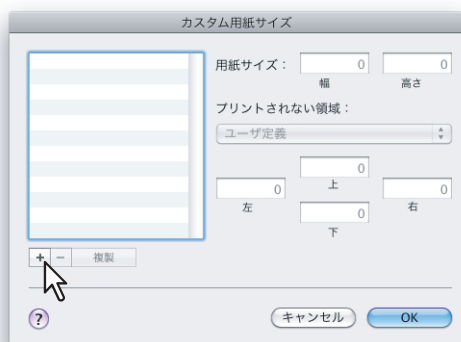 カスタム用紙サイズ
用紙サイズ： 0 0
幅 高さ
プリントされない領域：
ユーザ定義
0
上
0 0
左 右
0
下
+ − 複製
? キャンセル OK